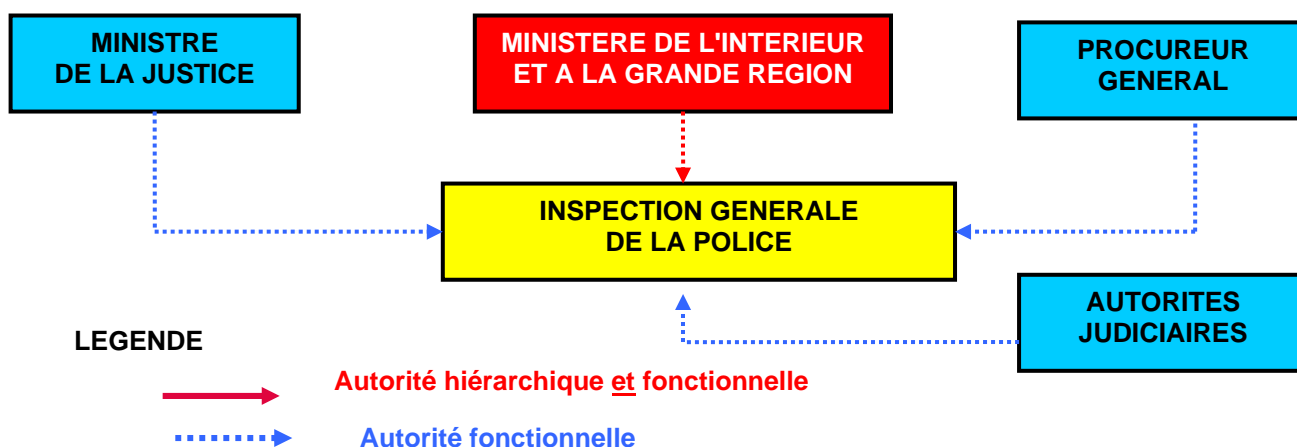 MINISTRE
DE LA JUSTICE
MINISTERE DE L'INTERIEUR
ET A LA GRANDE REGION
PROCUREUR
GENERAL
INSPECTION GENERALE
DE LA POLICE
AUTORITES
JUDICIAIRES
LEGENDE
Autorité hiérarchique et fonctionnelle
Autorité fonctionnelle